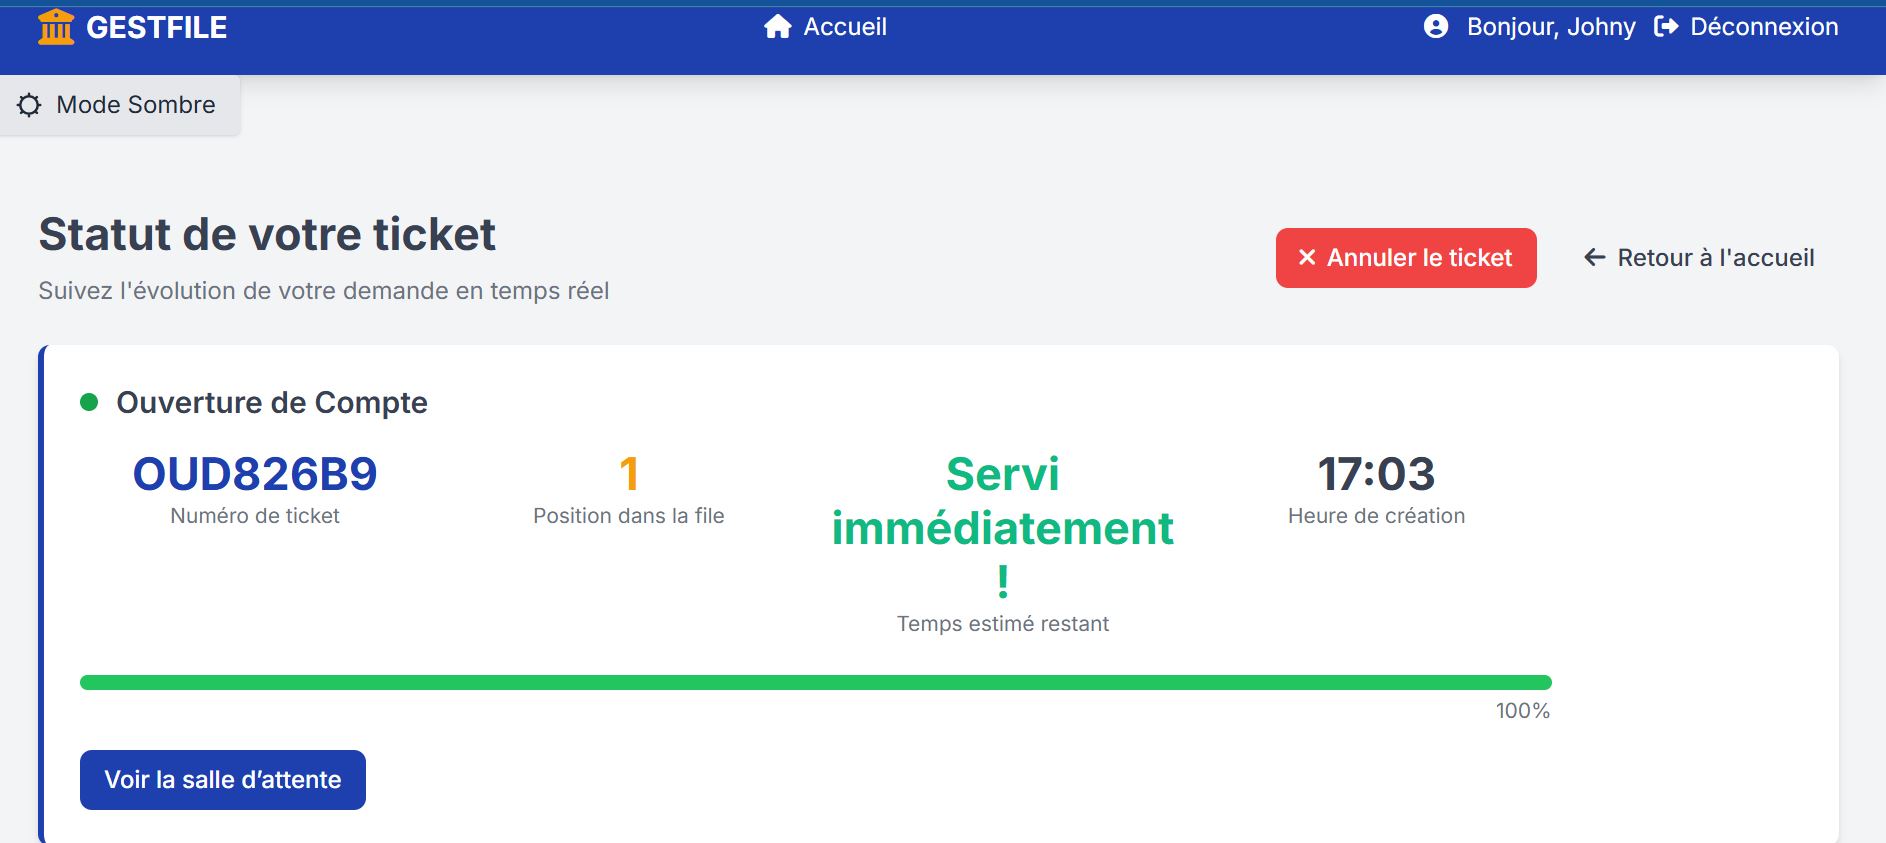 GESTFILE
Accueil
Bonjour, Johny
Déconnexion
Mode Sombre
Statut de votre ticket
Suivez l'évolution de votre demande en temps réel
Annuler le ticket
Retour à l'accueil
Ouverture de Compte
OUD826B9
Numéro de ticket
1
Position dans la file
Servi
immédiatement
!
Temps estimé restant
17:03
Heure de création
100%
Voir la salle d’attente